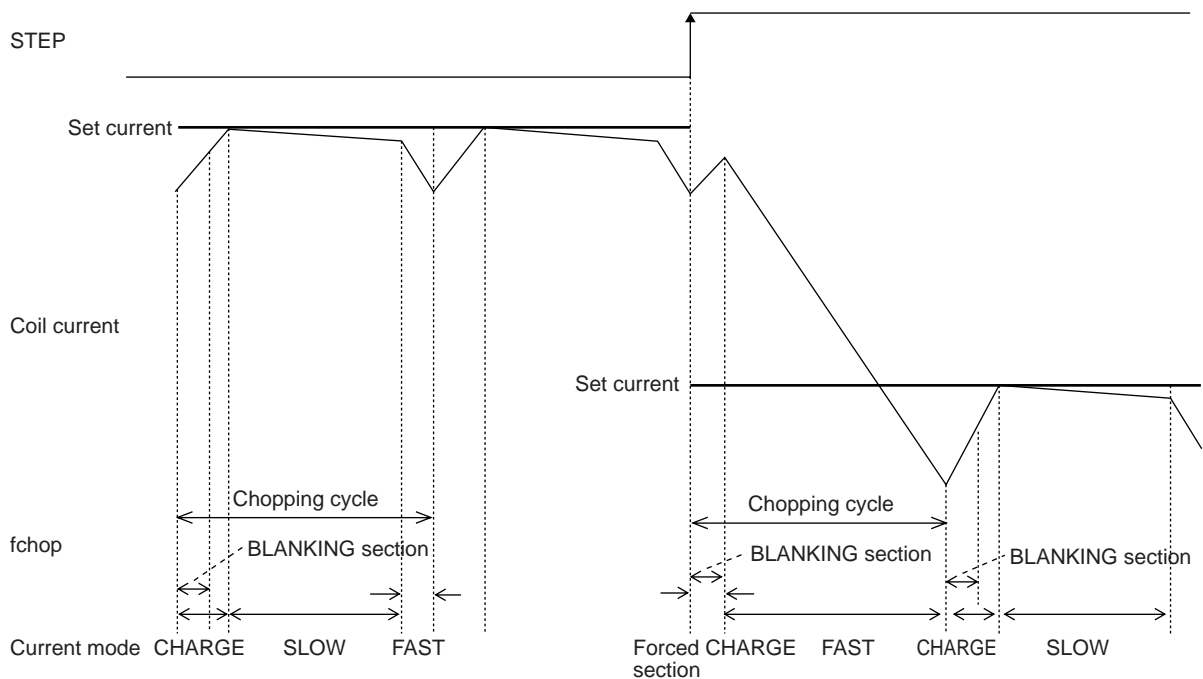 STEP
Set current
Coil current
Set current
Chopping cycle
Chopping cycle
fchop
BLANKING section
BLANKING section
BLANKING section
Current mode CHARGE SLOW FAST Forced CHARGE FAST CHARGE SLOW
section